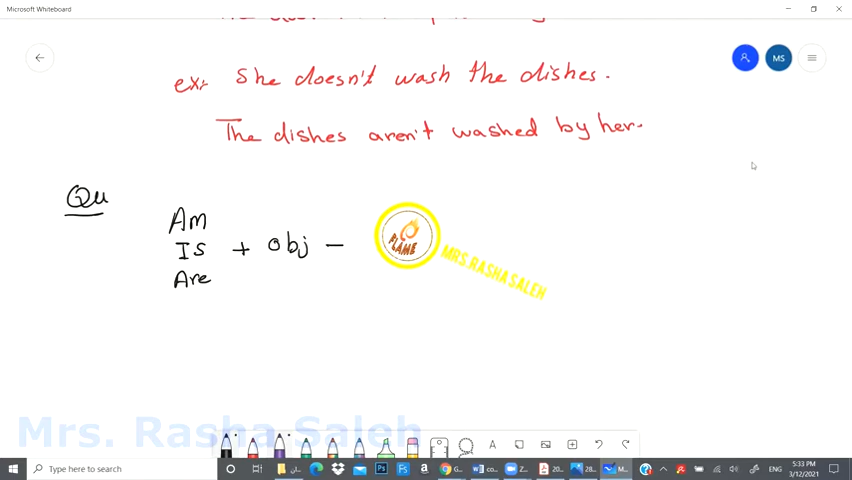 Microsoft Whiteboard
MS
ex: She doesn't wash the dishes.
The dishes aren't washed by her.
Qu
Am
Is + obj -
Are
FLAME
MRS.RASHA SALEH
Mrs. Rasha Saleh
Type here to search
ENG
5:33 PM
3/12/2021